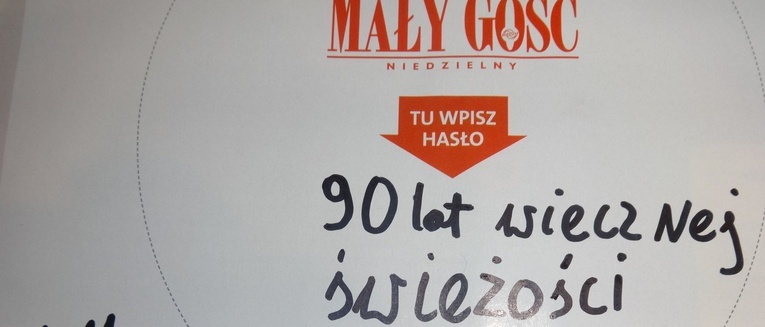 MAŁY GOŚĆ
NIEDZIELNY
TU WPISZ
HASŁO
90 lat wiecznej
świeżości